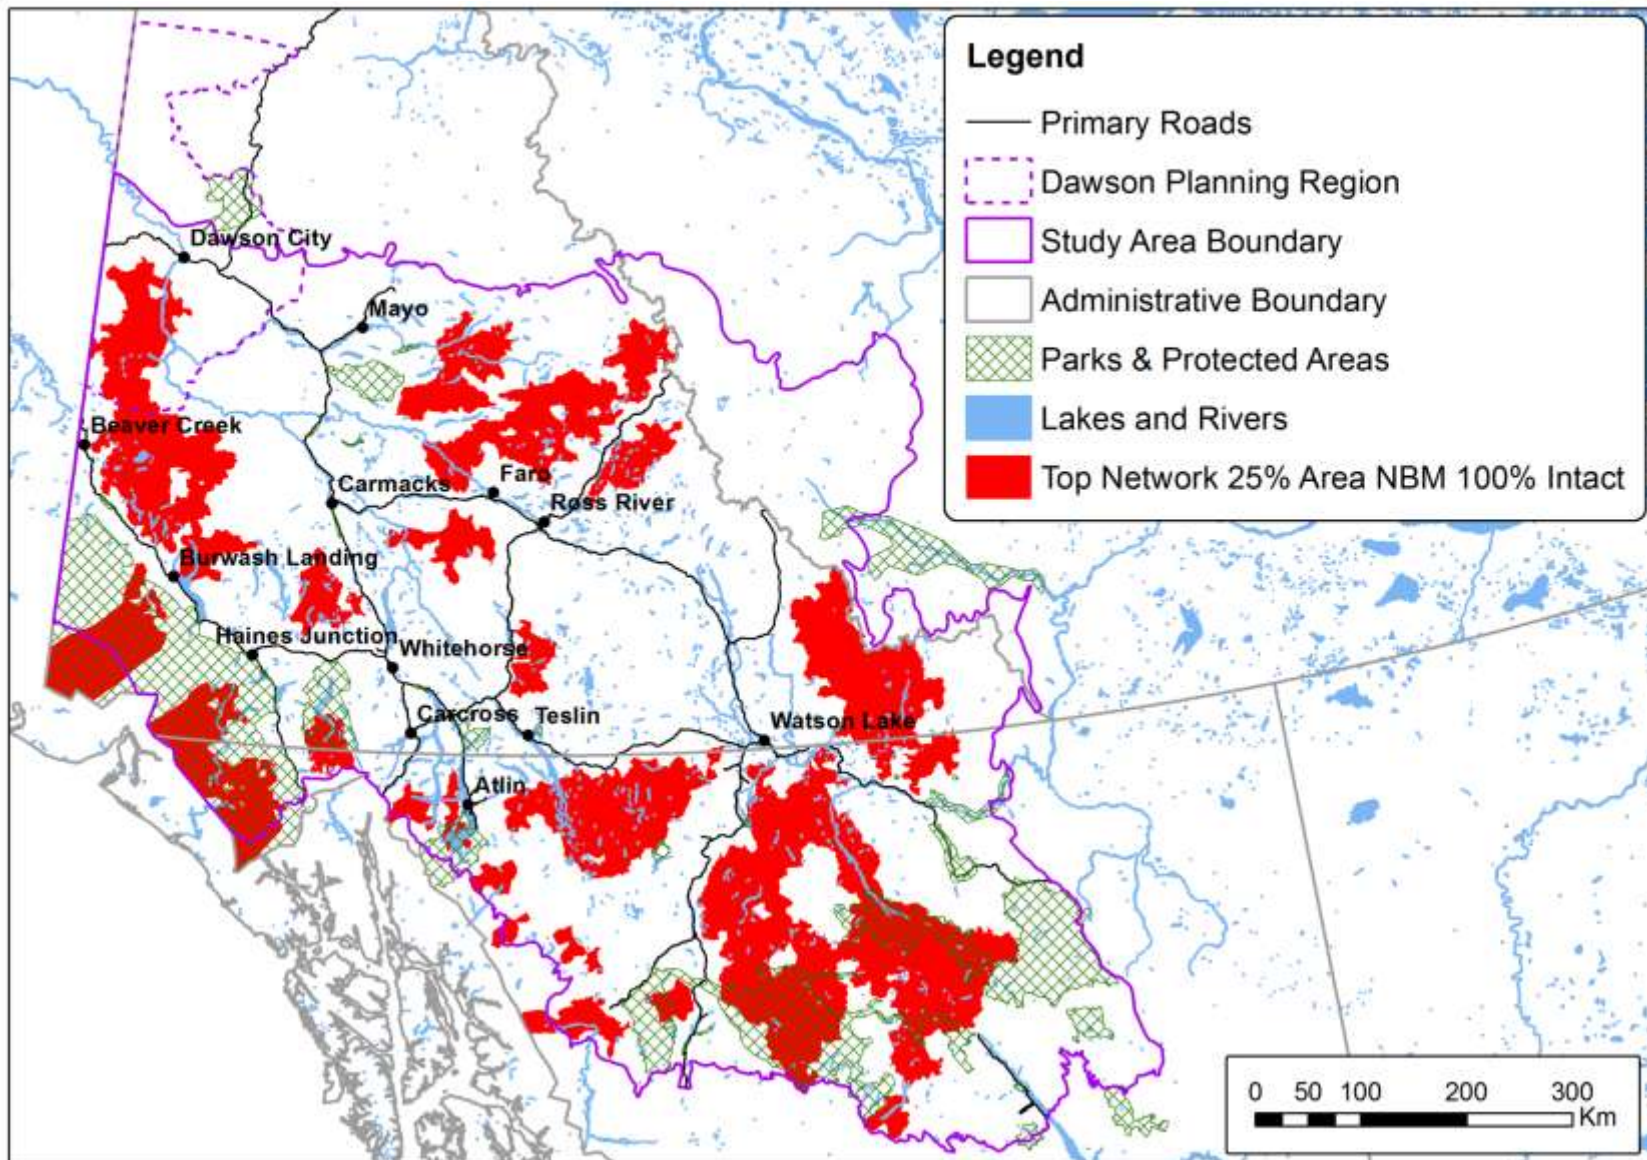 Legend
Primary Roads
Dawson Planning Region
Study Area Boundary
Administrative Boundary
Parks & Protected Areas
Lakes and Rivers
Top Network 25% Area NBM 100% Intact
Dawson City
Mayo
Beaver Creek
Carmacks
Faro
Ross River
Burwash Landing
Haines Junction
Whitehorse
Carcross
Teslin
Watson Lake
Atlin
0 50 100 200 300
Km